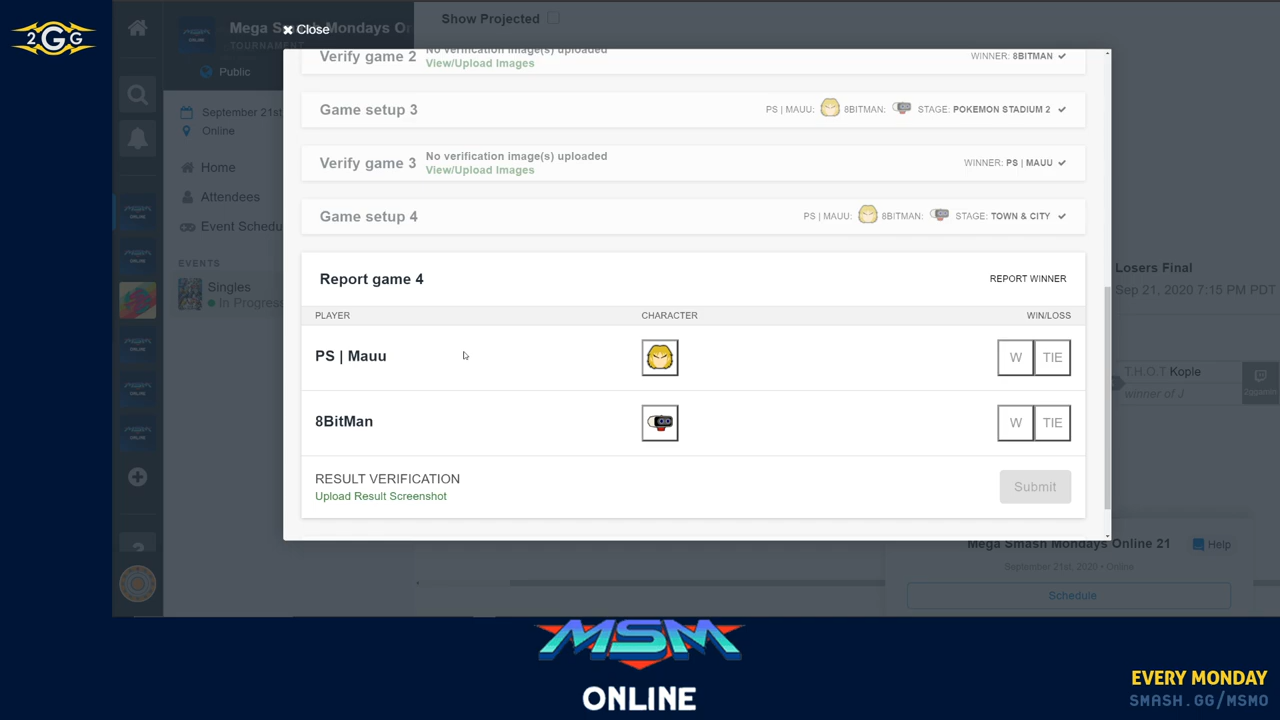 2GG
Mega Smash Mondays On
TOURNAMENT
Public
Show Projected
Close
September 21st
Online
Home
Attendees
Event Schedu
EVENTS
Singles
In Progres
Verify game 2
No verification image(s) uploaded
View/Upload Images
WINNER: 8BITMAN
Game setup 3
PS | MAUU: 8BITMAN: STAGE: POKEMON STADIUM 2
Verify game 3
No verification image(s) uploaded
View/Upload Images
WINNER: PS | MAUU
Game setup 4
PS | MAUU: 8BITMAN: STAGE: TOWN & CITY
Report game 4
REPORT WINNER
PLAYER CHARACTER WIN/LOSS
PS | Mauu W TIE
8BitMan W TIE
RESULT VERIFICATION
Upload Result Screenshot
Submit
Losers Final
Sep 21, 2020 7:15 PM PDT
T.H.O.T Kople
winner of J
Mega Smash Mondays Online 21
Help
September 21st, 2020 • Online
Schedule
MSM
ONLINE
EVERY MONDAY
SMASH.GG/MSMO